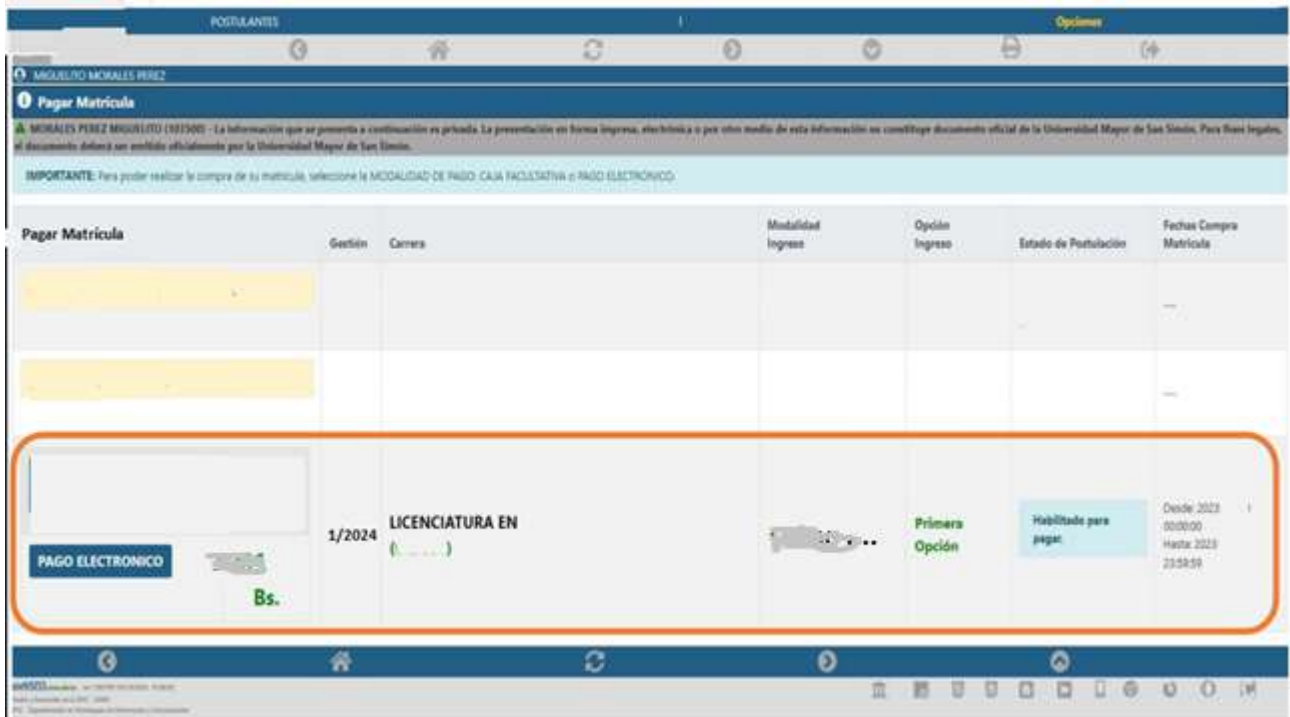 POSTULANTES Opciones
MIGUELITO MORALES PEREZ
Pagar Matrícula
MORALES PEREZ MIGUELITO - La información que se presenta a continuación es privada. La presentación en forma impresa, electrónica o por otro medio de esta información no constituye documento oficial de la Universidad Mayor de San Simón. Para fines legales,
el documento deberá ser emitido oficialmente por la Universidad Mayor de San Simón.
IMPORTANTE: Para poder realizar la compra de su matrícula, seleccione la MODALIDAD DE PAGO: CAJA FACULTATIVA o PAGO ELECTRONICO.
Pagar Matrícula Gestión Carrera Modalidad Ingreso Opción Ingreso Estado de Postulación Fechas Compra Matrícula
1/2024 LICENCIATURA EN
Primera Opción
Habilitado para pagar.
Desde: 2023
00:00:00
Hasta: 2023
23:59:59
PAGO ELECTRONICO
Bs.